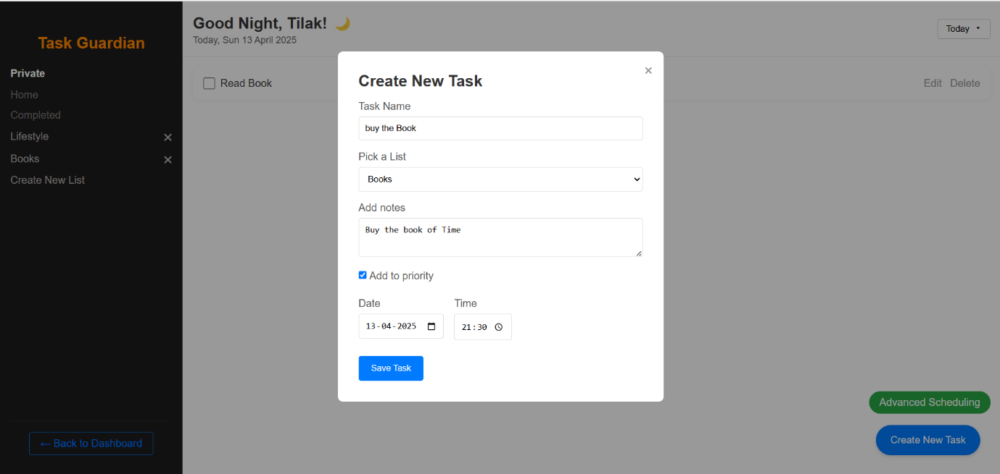 Task Guardian
Private
Home
Completed
Lifestyle ×
Books ×
Create New List
← Back to Dashboard
Good Night, Tilak! 🌙
Today, Sun 13 April 2025
Today
Read Book
Edit Delete
×
Create New Task
Task Name
buy the Book
Pick a List
Books
Add notes
Buy the book of Time
Add to priority
Date Time
13-04-2025 21:30
Save Task
Advanced Scheduling
Create New Task